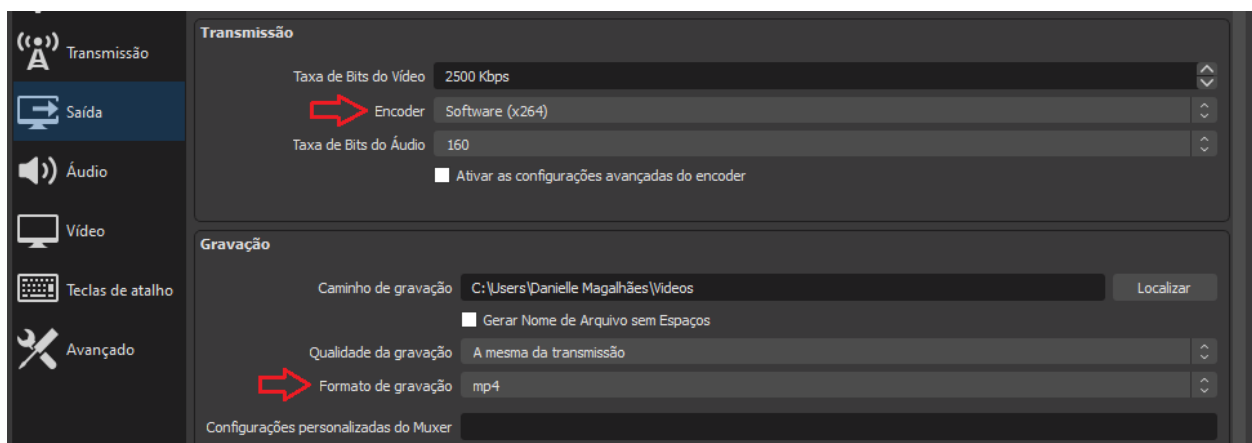 Transmissão
Saída
Áudio
Vídeo
Teclas de atalho
Avançado
Transmissão
Taxa de Bits do Vídeo 2500 Kbps
Encoder Software (x264)
Taxa de Bits do Áudio 160
Ativar as configurações avançadas do encoder
Gravação
Caminho de gravação C:\Users\Danielle Magalhães\Videos Localizar
Gerar Nome de Arquivo sem Espaços
Qualidade da gravação A mesma da transmissão
Formato de gravação mp4
Configurações personalizadas do Muxer